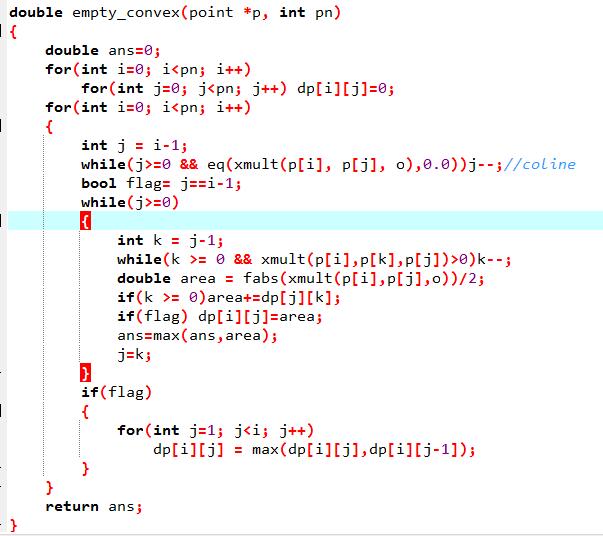 double empty_convex(point *p, int pn)
{
    double ans=0;
    for(int i=0; i<pn; i++)
        for(int j=0; j<pn; j++) dp[i][j]=0;
    for(int i=0; i<pn; i++)
    {
        int j = i-1;
        while(j>=0 && eq(xmult(p[i], p[j], o),0.0))j--;//coline
        bool flag= j==i-1;
        while(j>=0)
        {
            int k = j-1;
            while(k >= 0 && xmult(p[i],p[k],p[j])>0)k--;
            double area = fabs(xmult(p[i],p[j],o))/2;
            if(k >= 0)area+=dp[j][k];
            if(flag) dp[i][j]=area;
            ans=max(ans,area);
            j=k;
        }
        if(flag)
        {
            for(int j=1; j<i; j++)
                dp[i][j] = max(dp[i][j],dp[i][j-1]);
        }
    }
    return ans;
}